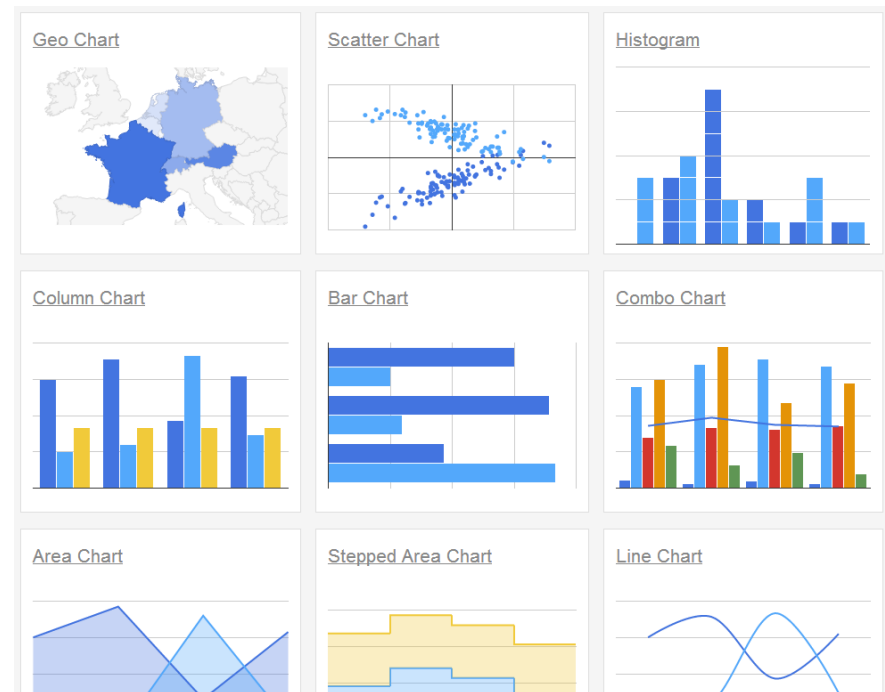 Geo Chart
Scatter Chart
Histogram
Column Chart
Bar Chart
Combo Chart
Area Chart
Stepped Area Chart
Line Chart